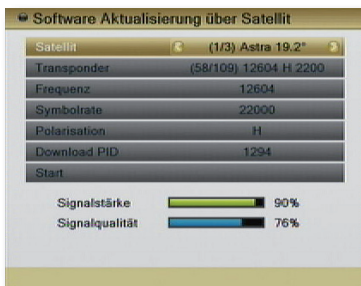 Software Aktualisierung über Satellit
Satellit (1/3) Astra 19.2°
Transponder (58/109) 12604 H 2200
Frequenz 12604
Symbolrate 22000
Polarisation H
Download PID 1294
Start
Signalstärke 90%
Signalqualität 76%